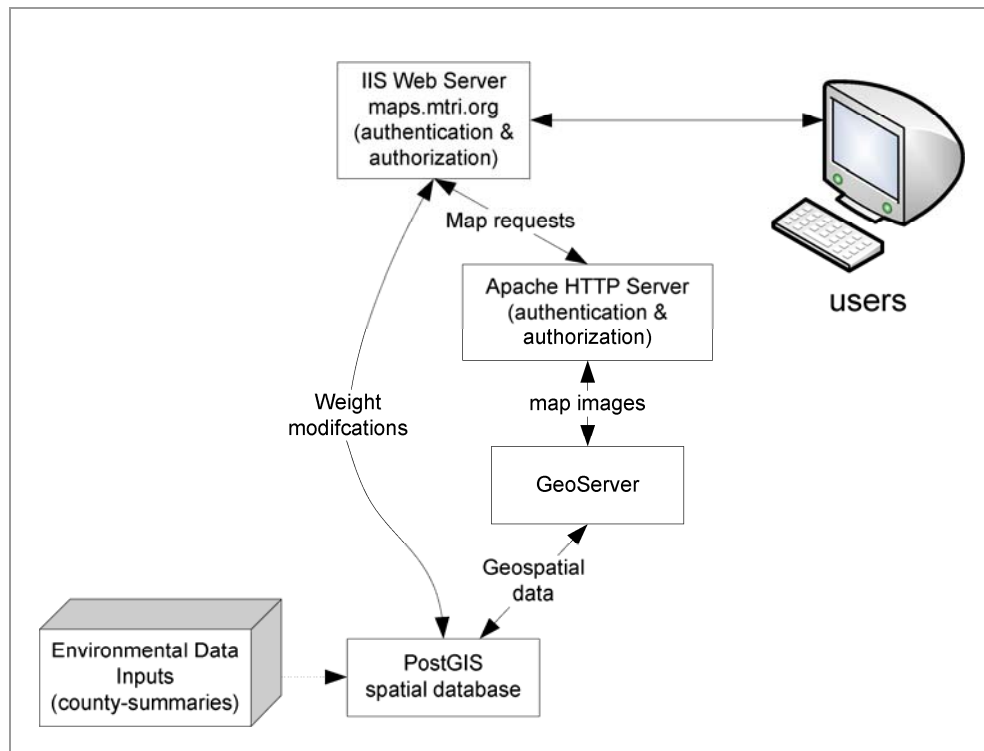 IIS Web Server
maps.mtri.org
(authentication &
authorization)
Map requests
Apache HTTP Server
(authentication &
authorization)
users
Weight
modifcations
map images
GeoServer
Geospatial
data
Environmental Data
Inputs
(county-summaries)
PostGIS
spatial database